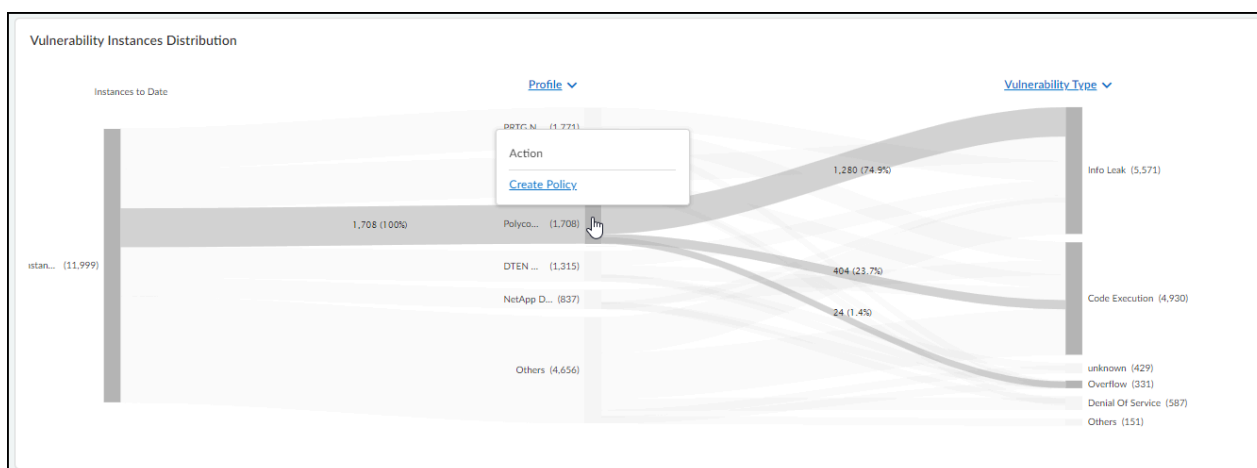 Vulnerability Instances Distribution
Instances to Date
Profile
Vulnerability Type
PRTG N... (1,771)
Action
Create Policy
1,280 (74.9%)
Info Leak (5,571)
1,708 (100%)
Polyco... (1,708)
stan... (11,999)
DTEN ... (1,315)
404 (23.7%)
NetApp D... (837)
Code Execution (4,930)
24 (1.4%)
Others (4,656)
unknown (429)
Overflow (331)
Denial Of Service (587)
Others (151)